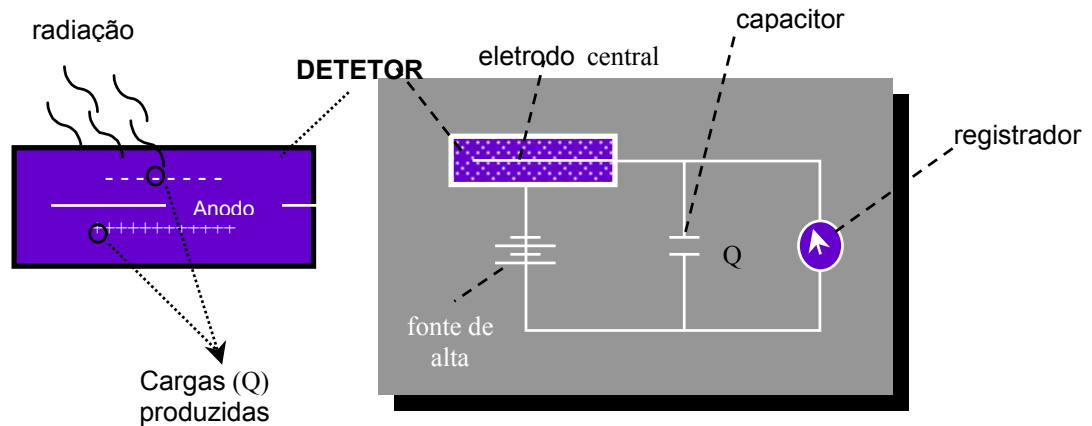 radiação
DETETOR
eletrodo central
capacitor
registrador
Anodo
Q
fonte de
alta
Cargas (Q)
produzidas